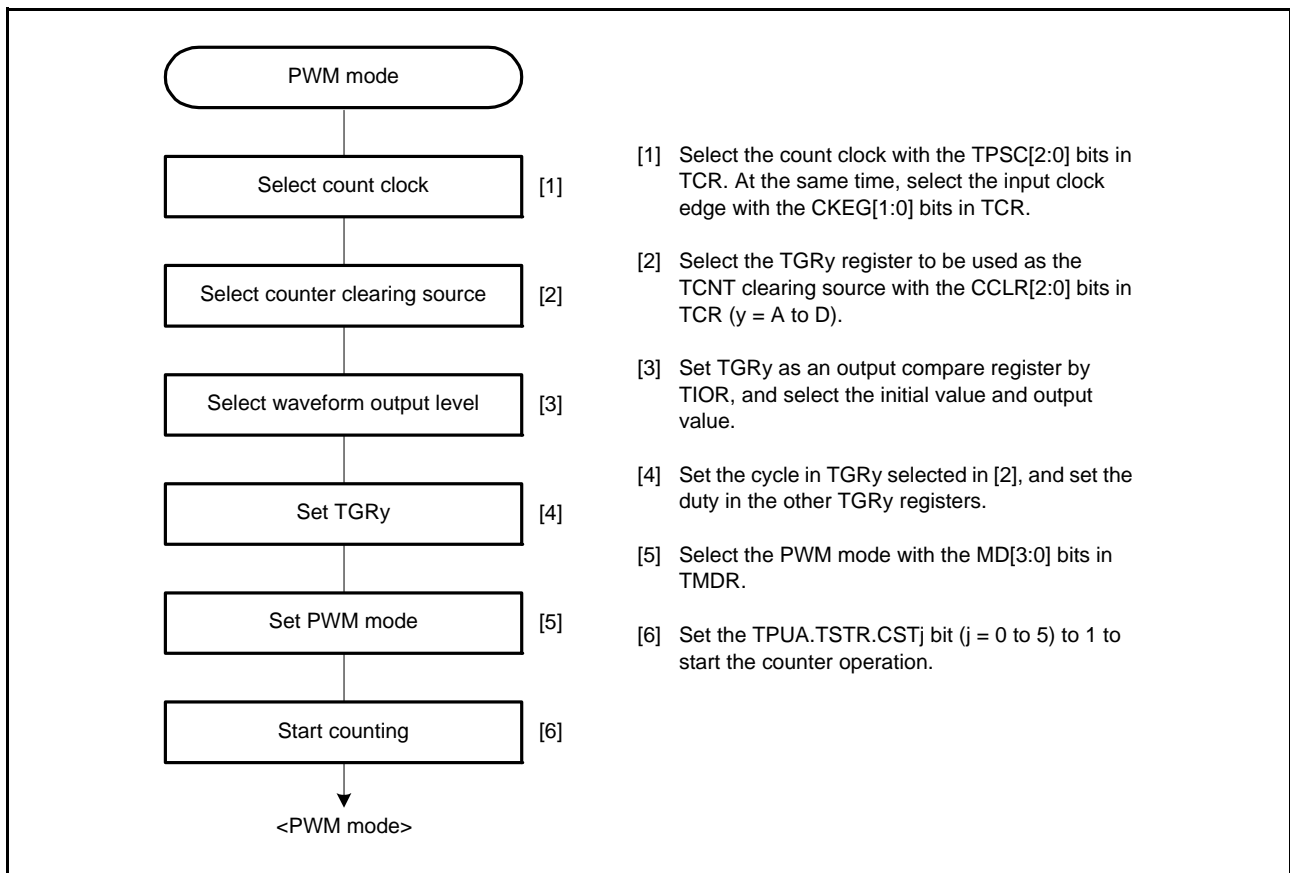 PWM mode
Select count clock
[1]
Select counter clearing source
[2]
Select waveform output level
[3]
Set TGRy
[4]
Set PWM mode
[5]
Start counting
[6]
<PWM mode>
[1] Select the count clock with the TPSC[2:0] bits in
TCR. At the same time, select the input clock
edge with the CKEG[1:0] bits in TCR.
[2] Select the TGRy register to be used as the
TCNT clearing source with the CCLR[2:0] bits in
TCR (y = A to D).
[3] Set TGRy as an output compare register by
TIOR, and select the initial value and output
value.
[4] Set the cycle in TGRy selected in [2], and set the
duty in the other TGRy registers.
[5] Select the PWM mode with the MD[3:0] bits in
TMDR.
[6] Set the TPUA.TSTR.CSTj bit (j = 0 to 5) to 1 to
start the counter operation.